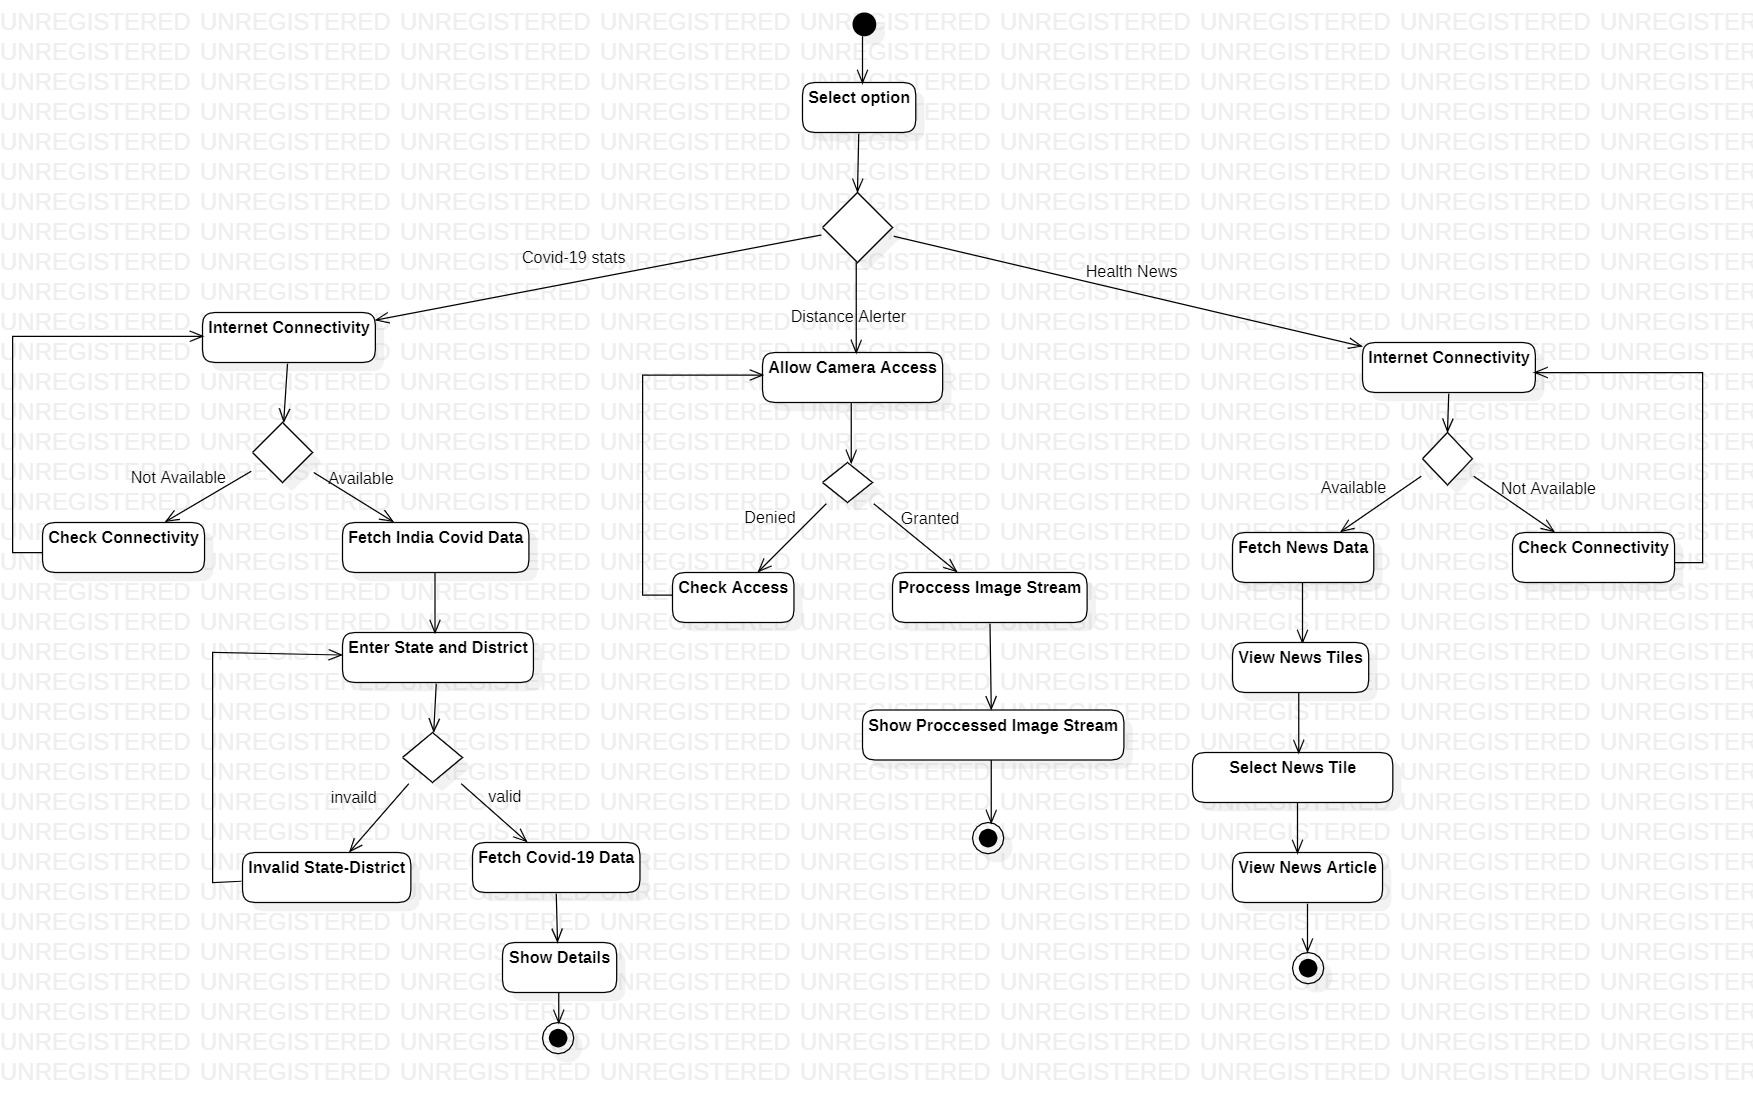 Select option
Covid-19 stats
Distance Alerter
Health News
Internet Connectivity
Not Available
Available
Check Connectivity
Fetch India Covid Data
Enter State and District
invaild
valid
Invalid State-District
Fetch Covid-19 Data
Show Details
Allow Camera Access
Denied
Granted
Check Access
Proccess Image Stream
Show Proccessed Image Stream
Internet Connectivity
Available
Not Available
Fetch News Data
Check Connectivity
View News Tiles
Select News Tile
View News Article
UNREGISTERED